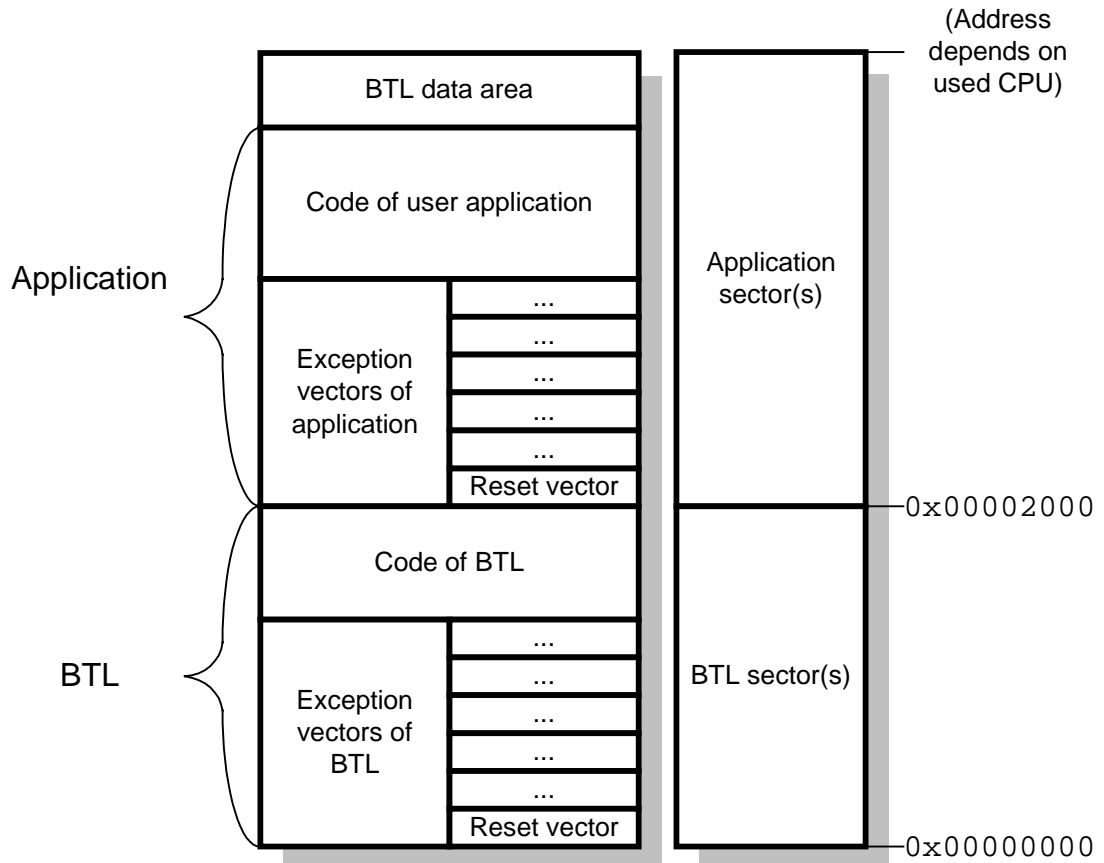 (Address
depends on
used CPU)
BTL data area
Code of user application
Application
Application
sector(s)
Exception
vectors of
application
...
...
...
...
...
Reset vector
0x00002000
Code of BTL
BTL
BTL sector(s)
Exception
vectors of
BTL
...
...
...
...
...
Reset vector
0x00000000